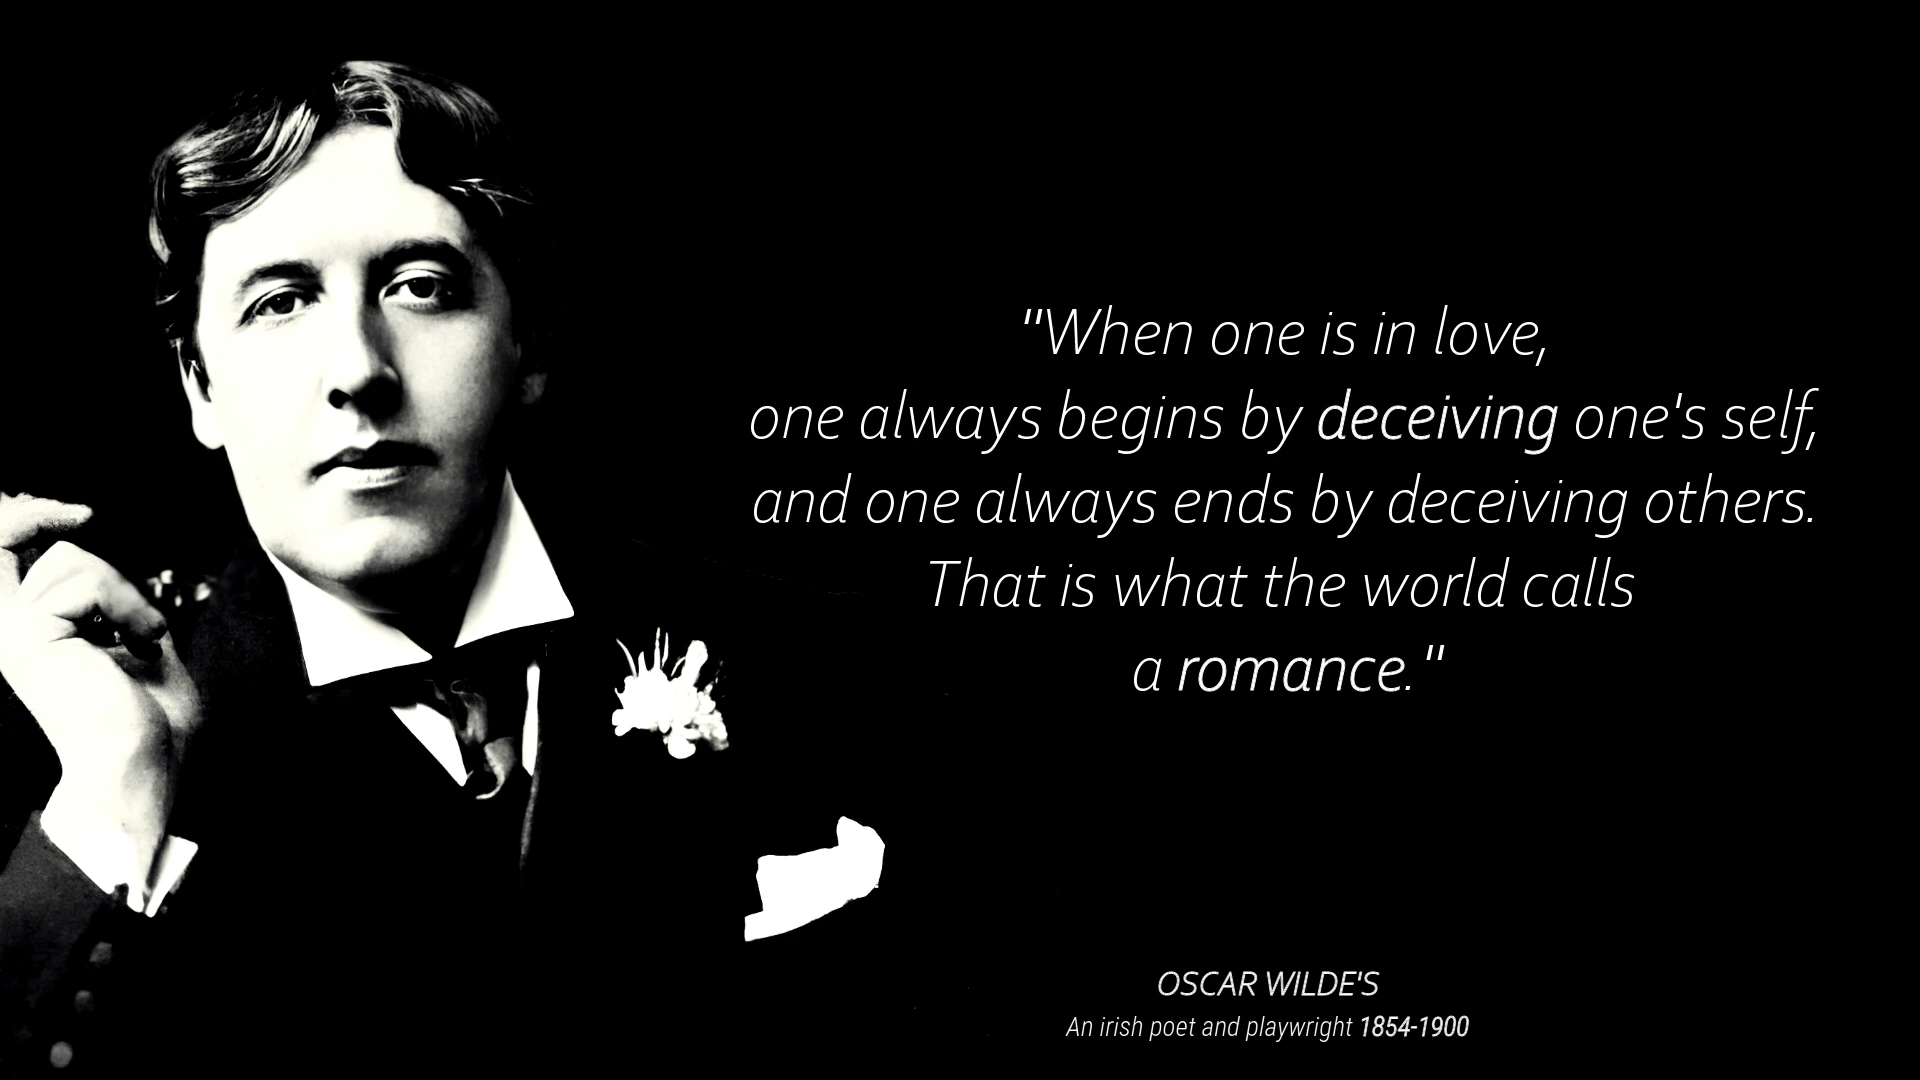 "When one is in love,
one always begins by deceiving one's self,
and one always ends by deceiving others.
That is what the world calls
a romance."
OSCAR WILDE'S
An irish poet and playwright 1854-1900